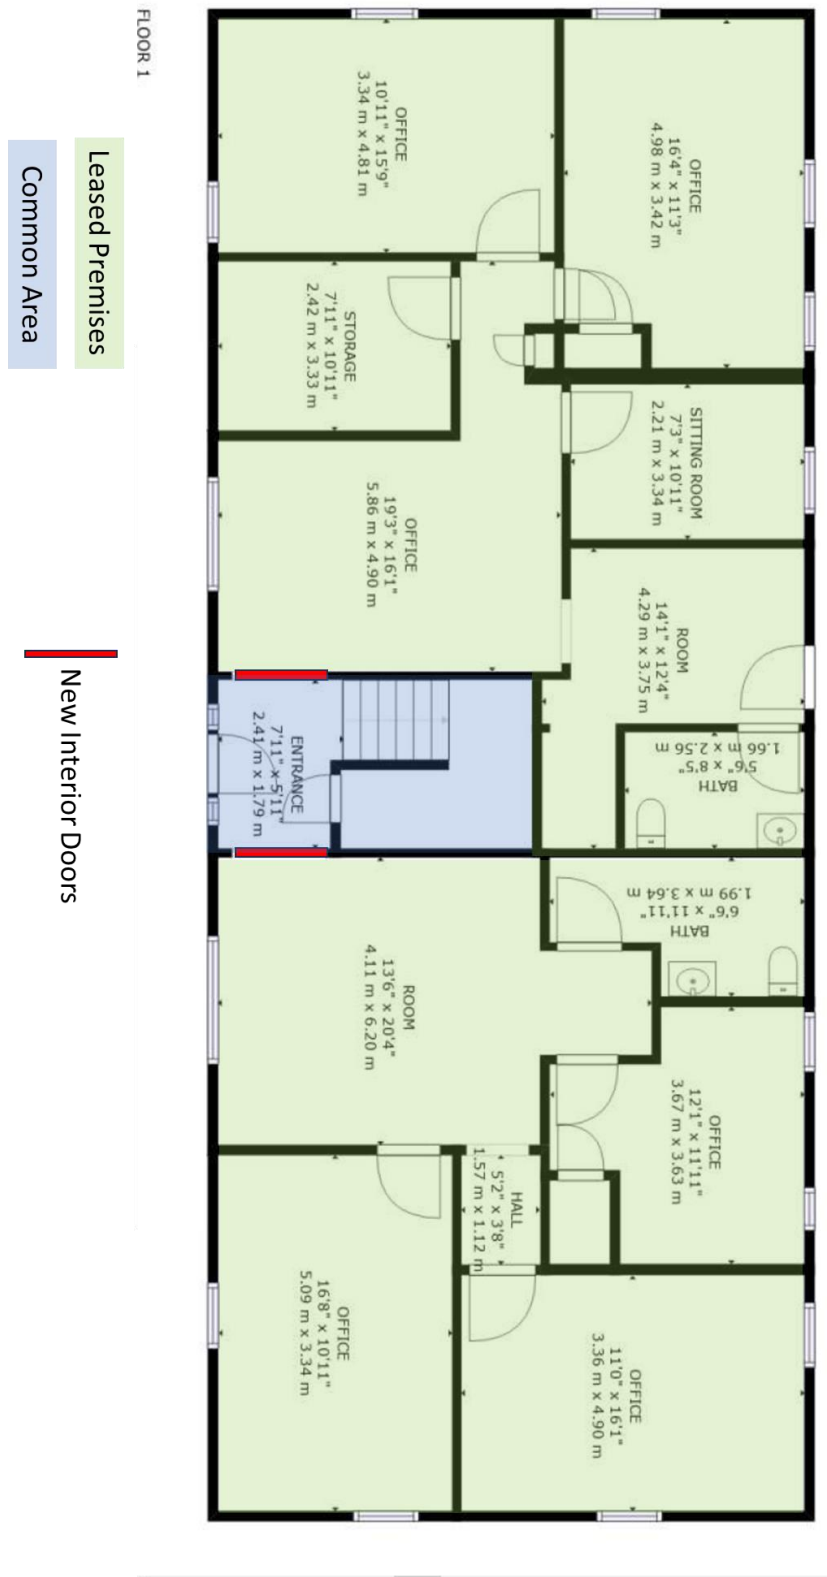 FLOOR 1
Leased Premises
Common Area
New Interior Doors
OFFICE
10'11" x 15'9"
3.34 m x 4.81 m
OFFICE
16'4" x 11'3"
4.98 m x 3.42 m
STORAGE
7'11" x 10'11"
2.42 m x 3.33 m
SITTING ROOM
7'3" x 10'11"
2.21 m x 3.34 m
OFFICE
19'3" x 16'1"
5.86 m x 4.90 m
ROOM
14'1" x 12'4"
4.29 m x 3.75 m
ENTRANCE
7'11" x 5'11"
2.41 m x 1.79 m
BATH
5'6" x 8'5"
1.66 m x 2.56 m
BATH
6'6" x 11'11"
1.99 m x 3.64 m
ROOM
13'6" x 20'4"
4.11 m x 6.20 m
OFFICE
12'1" x 11'11"
3.67 m x 3.63 m
HALL
5'2" x 3'8"
1.57 m x 1.12 m
OFFICE
16'8" x 10'11"
5.09 m x 3.34 m
OFFICE
11'0" x 16'1"
3.36 m x 4.90 m